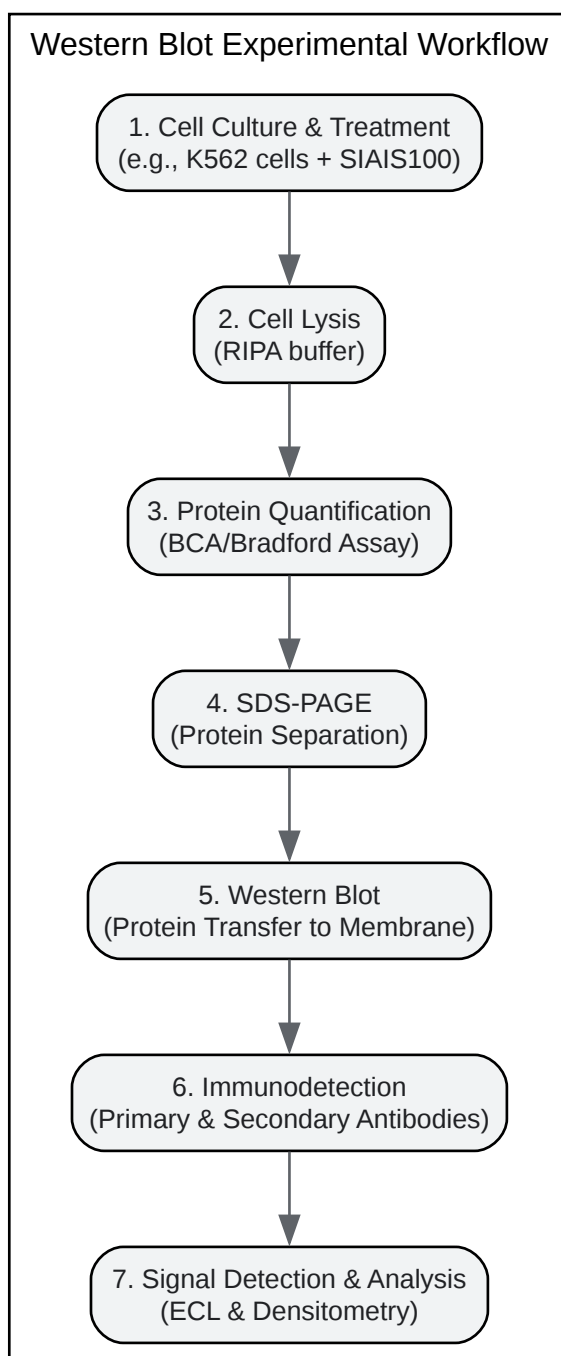 Western Blot Experimental Workflow
1. Cell Culture & Treatment
(e.g., K562 cells + SIAIS100)
2. Cell Lysis
(RIPA buffer)
3. Protein Quantification
(BCA/Bradford Assay)
4. SDS-PAGE
(Protein Separation)
5. Western Blot
(Protein Transfer to Membrane)
6. Immunodetection
(Primary & Secondary Antibodies)
7. Signal Detection & Analysis
(ECL & Densitometry)